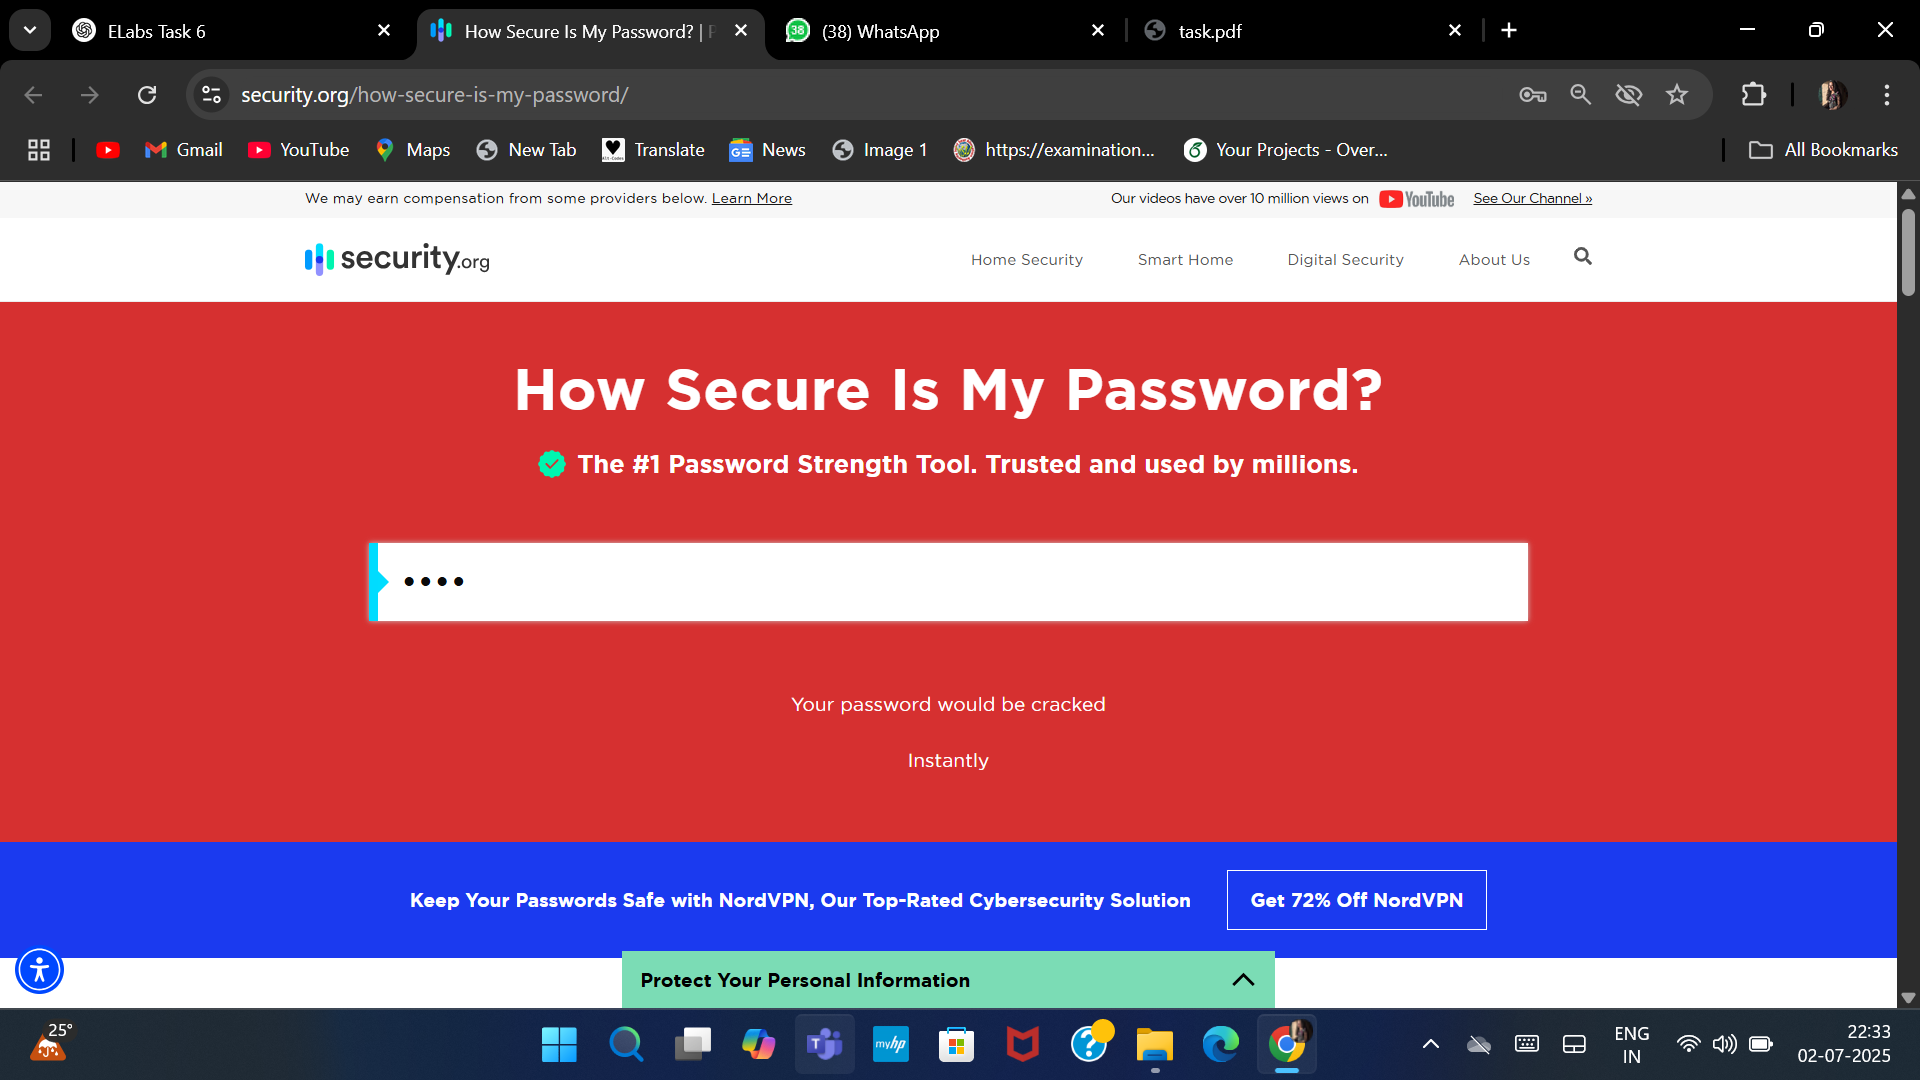 ELabs Task 6
How Secure Is My Password? | P
38
(38) WhatsApp
task.pdf
security.org/how-secure-is-my-password/
Gmail
YouTube
Maps
New Tab
Translate
News
Image 1
https://examination...
Your Projects - Over...
All Bookmarks
We may earn compensation from some providers below. Learn More
Our videos have over 10 million views on YouTube See Our Channel »
security.org
Home Security
Smart Home
Digital Security
About Us
How Secure Is My Password?
The #1 Password Strength Tool. Trusted and used by millions.
••••
Your password would be cracked
Instantly
Keep Your Passwords Safe with NordVPN, Our Top-Rated Cybersecurity Solution
Get 72% Off NordVPN
Protect Your Personal Information
25°
myhp
ENG
IN
22:33
02-07-2025